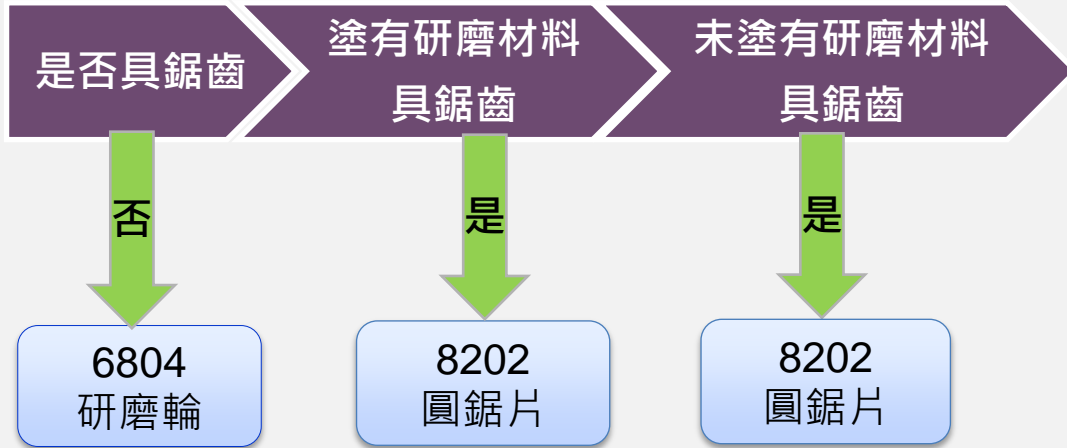 是否具鋸齒
塗有研磨材料
具鋸齒
未塗有研磨材料
具鋸齒
否
是
是
6804
研磨輪
8202
圓鋸片
8202
圓鋸片